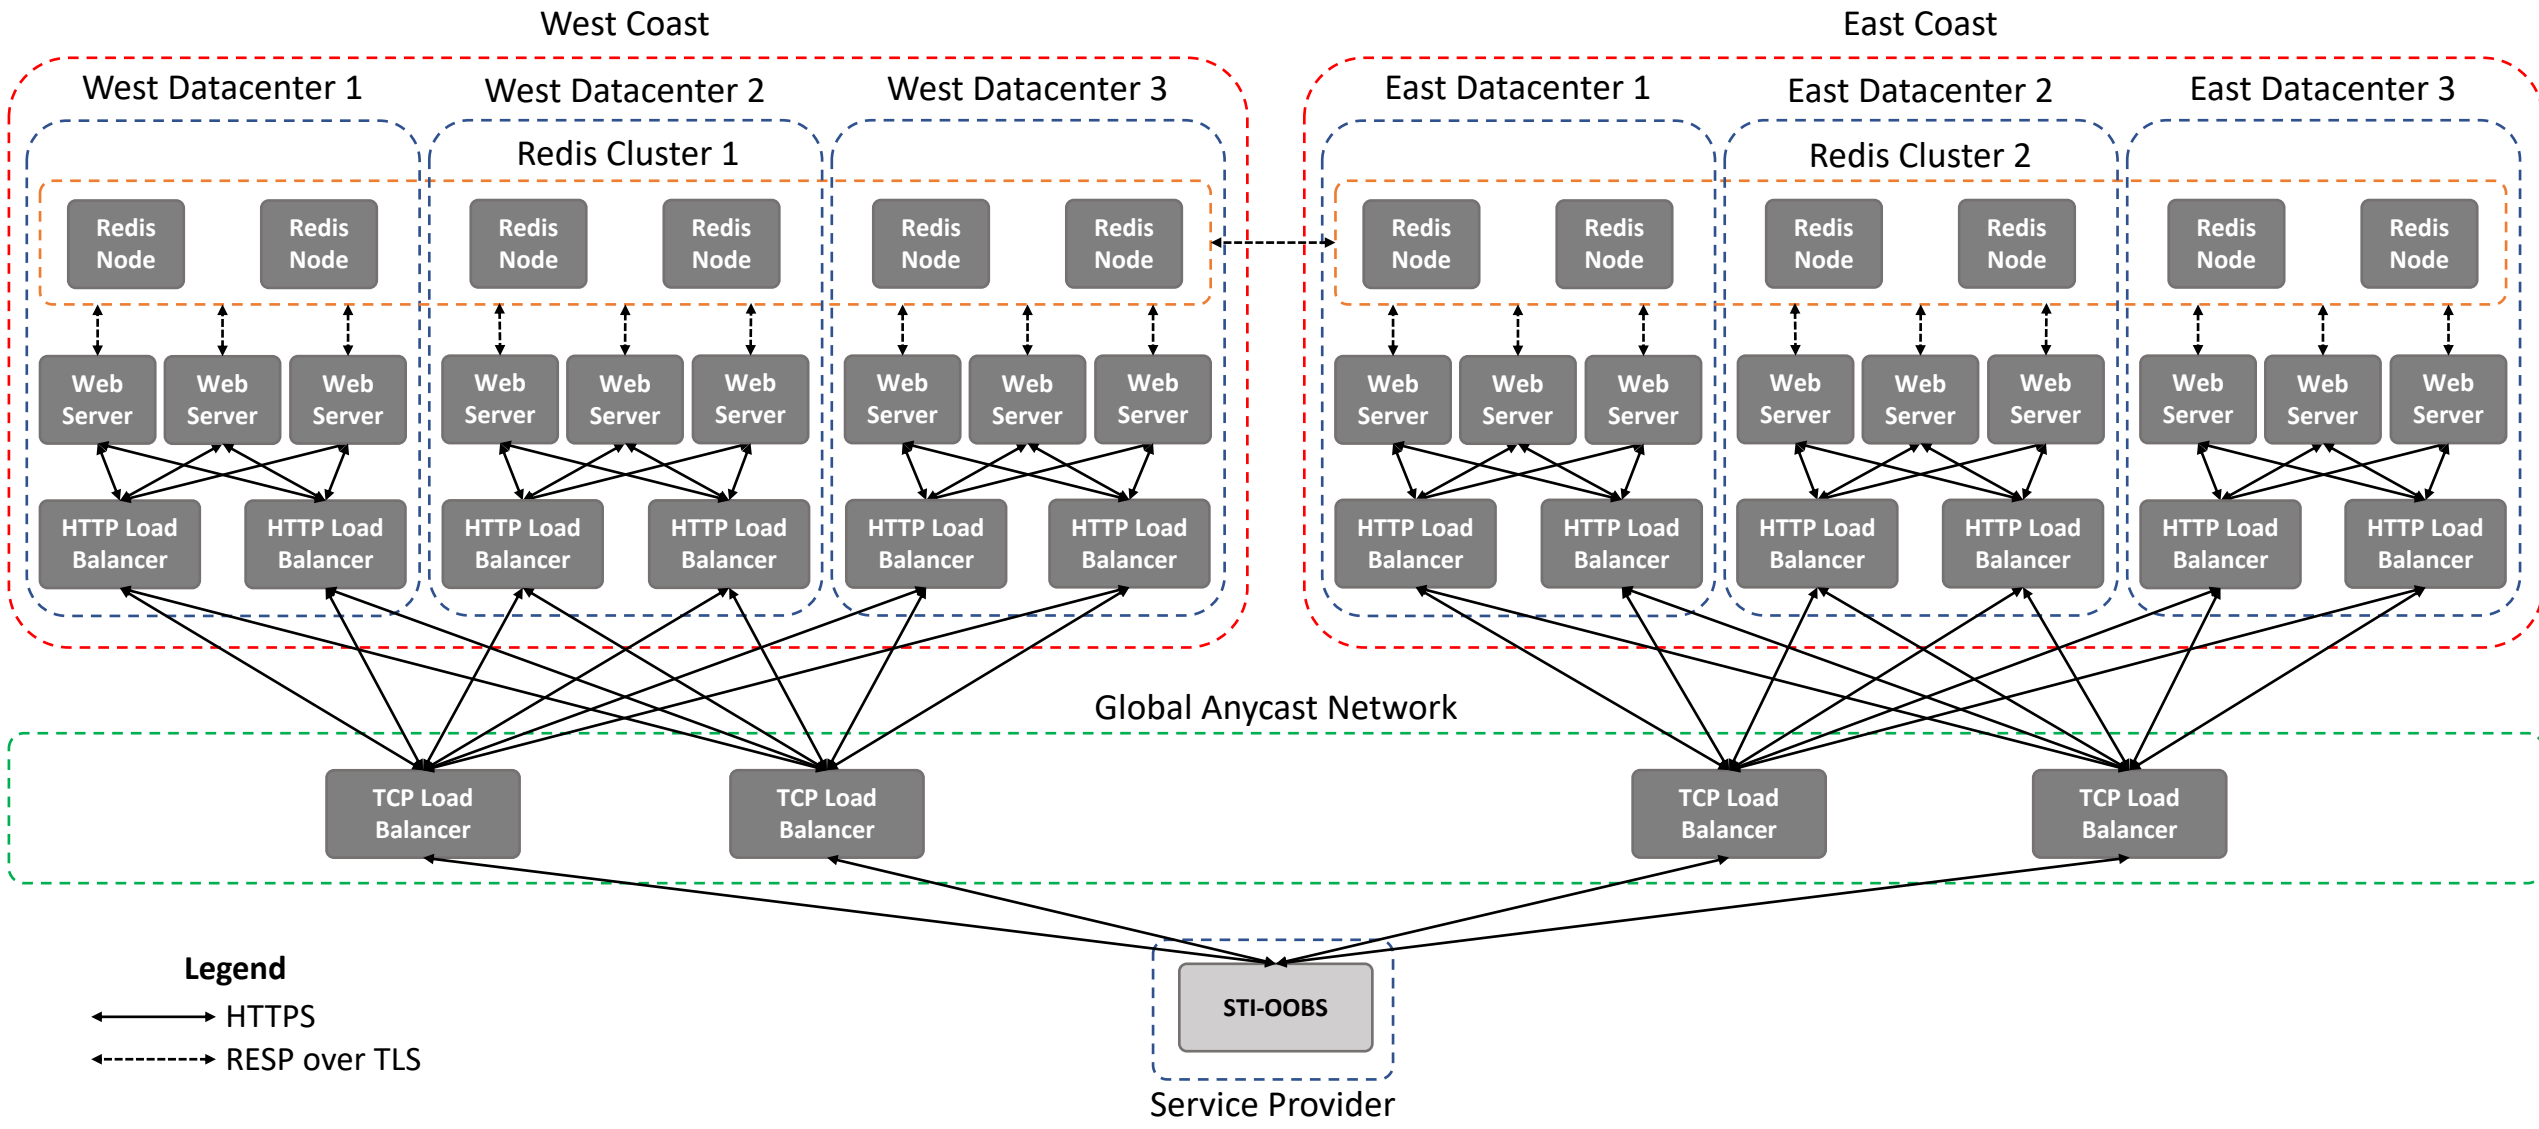 West Coast
East Coast
West Datacenter 1
West Datacenter 2
West Datacenter 3
East Datacenter 1
East Datacenter 2
East Datacenter 3
Redis Cluster 1
Redis Cluster 2
Redis
Node
Redis
Node
Redis
Node
Redis
Node
Redis
Node
Redis
Node
Redis
Node
Redis
Node
Redis
Node
Redis
Node
Redis
Node
Redis
Node
Web
Server
Web
Server
Web
Server
Web
Server
Web
Server
Web
Server
Web
Server
Web
Server
Web
Server
Web
Server
Web
Server
Web
Server
Web
Server
Web
Server
Web
Server
Web
Server
Web
Server
Web
Server
HTTP Load
Balancer
HTTP Load
Balancer
HTTP Load
Balancer
HTTP Load
Balancer
HTTP Load
Balancer
HTTP Load
Balancer
HTTP Load
Balancer
HTTP Load
Balancer
HTTP Load
Balancer
HTTP Load
Balancer
HTTP Load
Balancer
HTTP Load
Balancer
Global Anycast Network
TCP Load
Balancer
TCP Load
Balancer
TCP Load
Balancer
TCP Load
Balancer
Legend
HTTPS
RESP over TLS
STI-OOBS
Service Provider